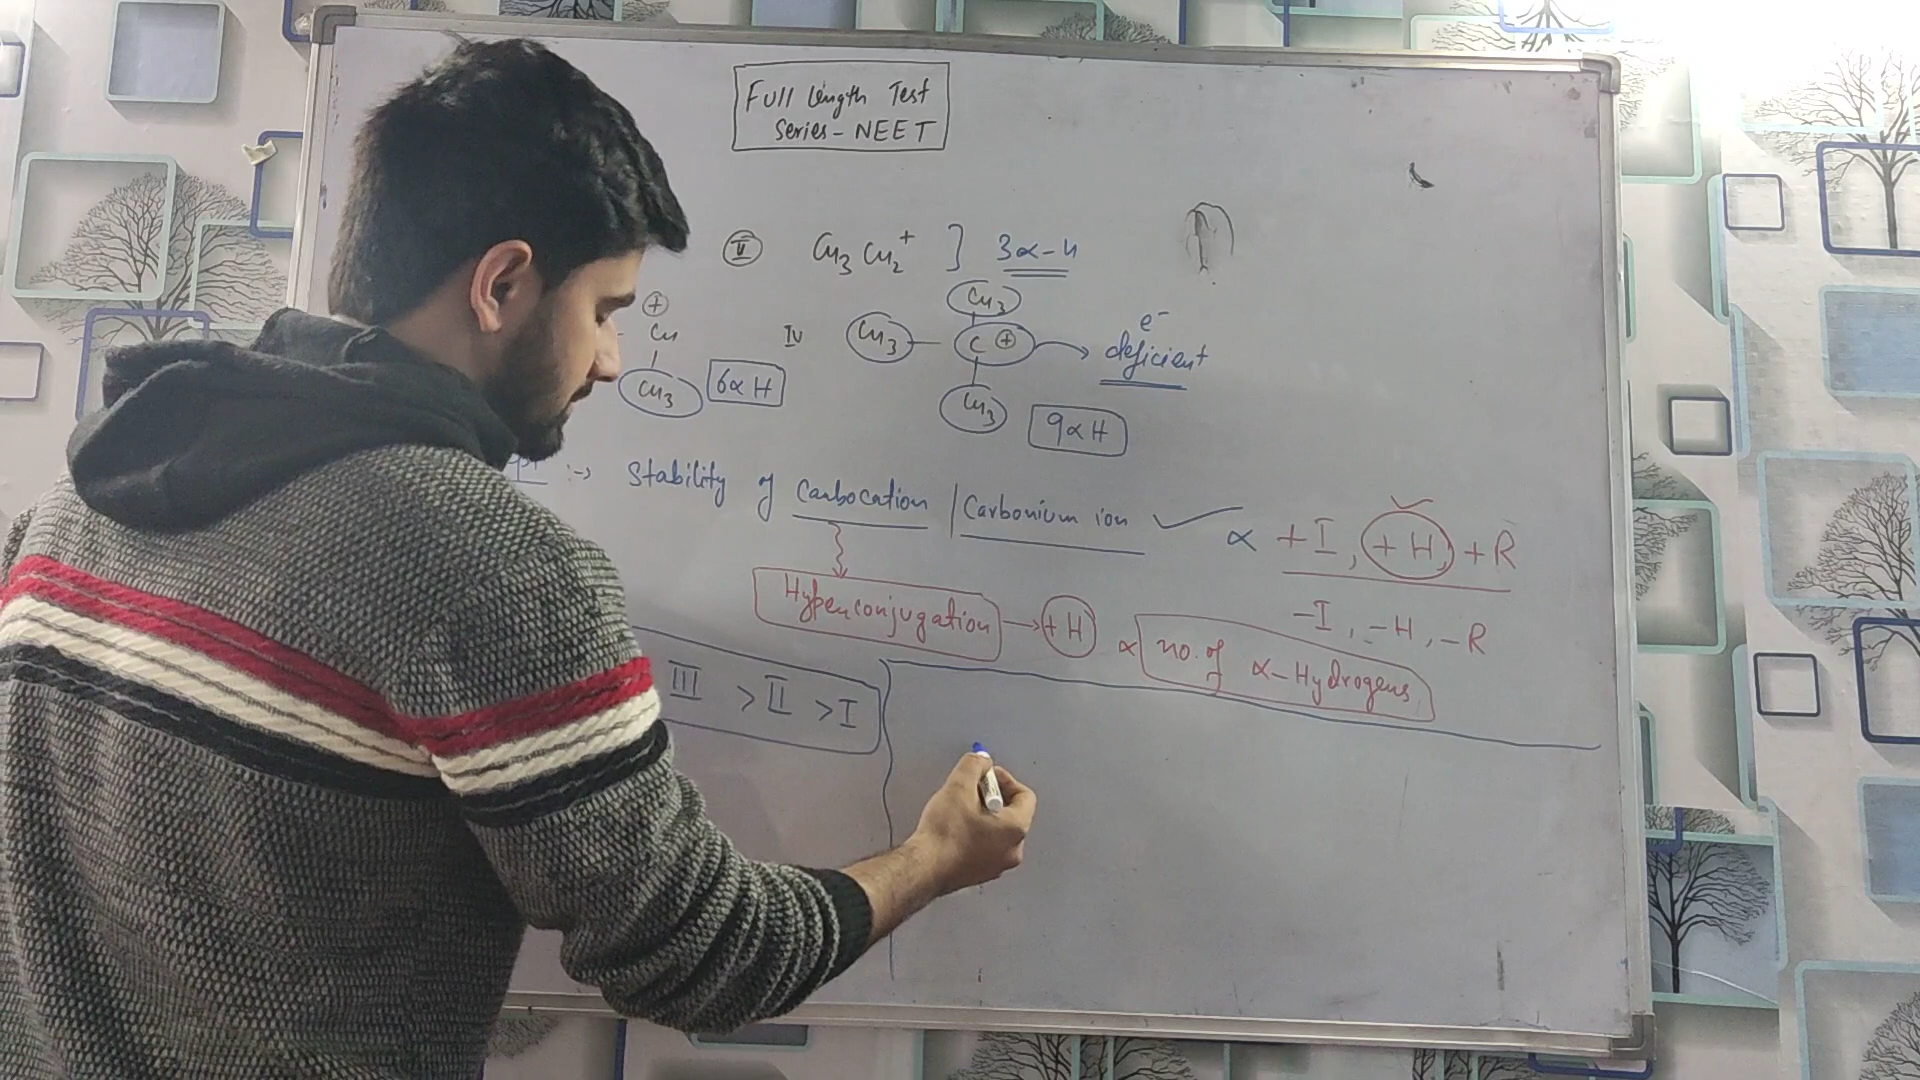 Full Length Test
Series - NEET
II CH3 CH2+ ] 3α-H
CH3
⊕
CH
CH3
6αH
IV CH3 - C ⊕ → e- deficient
CH3
9αH
:-> Stability of Carbocation / Carbonium ion ✓ ∝ +I, +H, +R
-I, -H, -R
Hyperconjugation → +H ∝ no. of α-Hydrogens
III > II > I